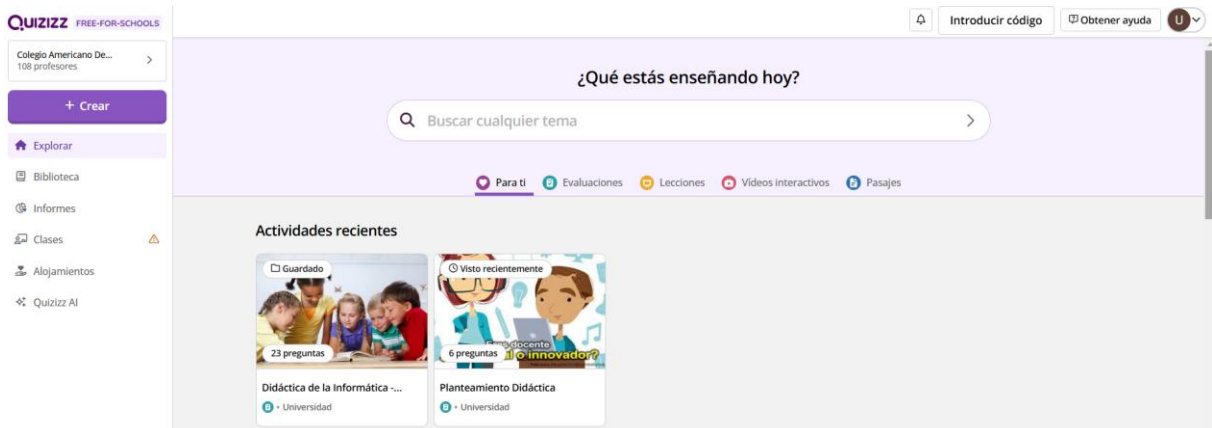 QUIZIZZ FREE-FOR-SCHOOLS
Introducir código
Obtener ayuda
U
Colegio Americano De...
108 profesores
+ Crear
Explorar
Biblioteca
Informes
Clases
Alojamientos
Quizizz AI
¿Qué estás enseñando hoy?
Buscar cualquier tema
Para ti
Evaluaciones
Lecciones
Vídeos interactivos
Pasajes
Actividades recientes
Guardado
23 preguntas
Didáctica de la Informática -...
• Universidad
Visto recientemente
docente
o innovador?
6 preguntas
Planteamiento Didáctica
• Universidad